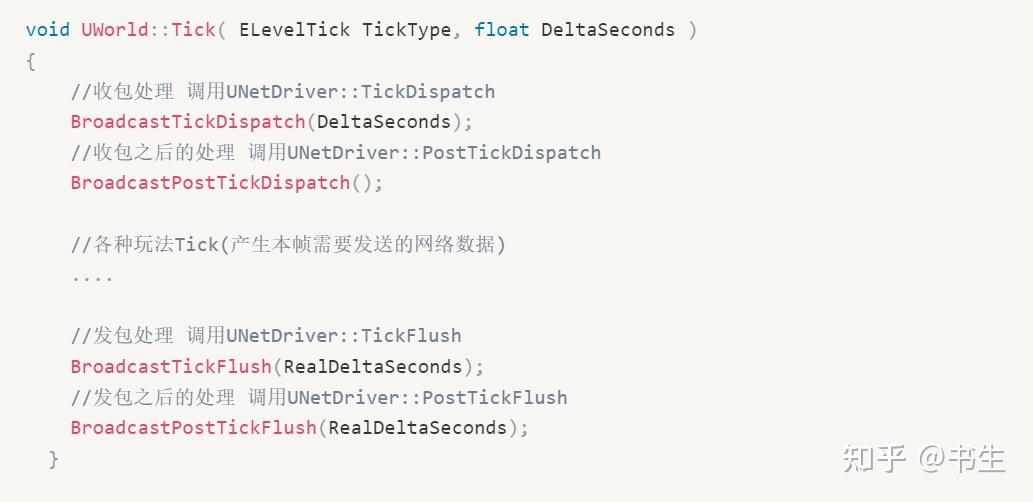 void UWorld::Tick( ELevelTick TickType, float DeltaSeconds )
{
//收包处理 调用UNetDriver::TickDispatch
BroadcastTickDispatch(DeltaSeconds);
//收包之后的处理 调用UNetDriver::PostTickDispatch
BroadcastPostTickDispatch();
//各种玩法Tick(产生本帧需要发送的网络数据)
....
//发包处理 调用UNetDriver::TickFlush
BroadcastTickFlush(RealDeltaSeconds);
//发包之后的处理 调用UNetDriver::PostTickFlush
BroadcastPostTickFlush(RealDeltaSeconds);
}
知乎 @书生